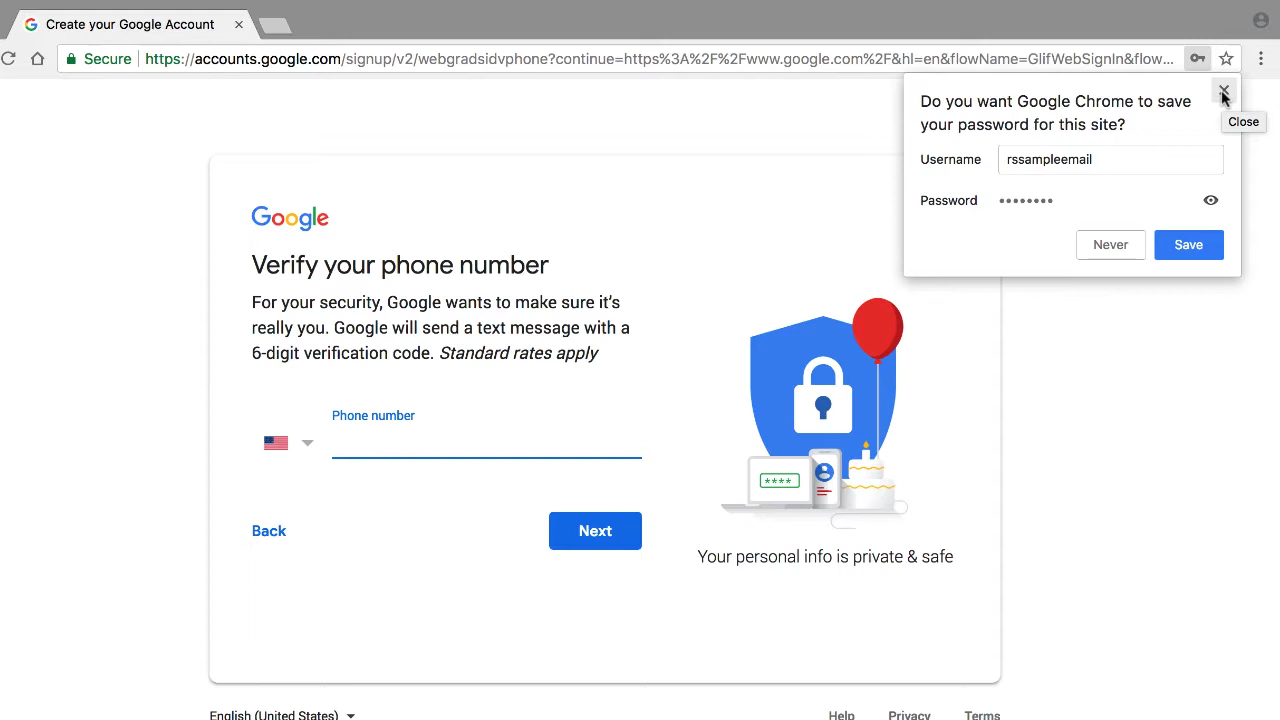 Create your Google Account
Secure
https://accounts.google.com/signup/v2/webgradsidvphone?continue=https%3A%2F%2Fwww.google.com%2F&hl=en&flowName=GlifWebSignIn&flow...
Do you want Google Chrome to save
your password for this site?
Close
Username
rssampleemail
Password
••••••••
Never
Save
Google
Verify your phone number
For your security, Google wants to make sure it’s
really you. Google will send a text message with a
6-digit verification code. Standard rates apply
Phone number
Back
Next
****
Your personal info is private & safe
English (United States)
Help
Privacy
Terms